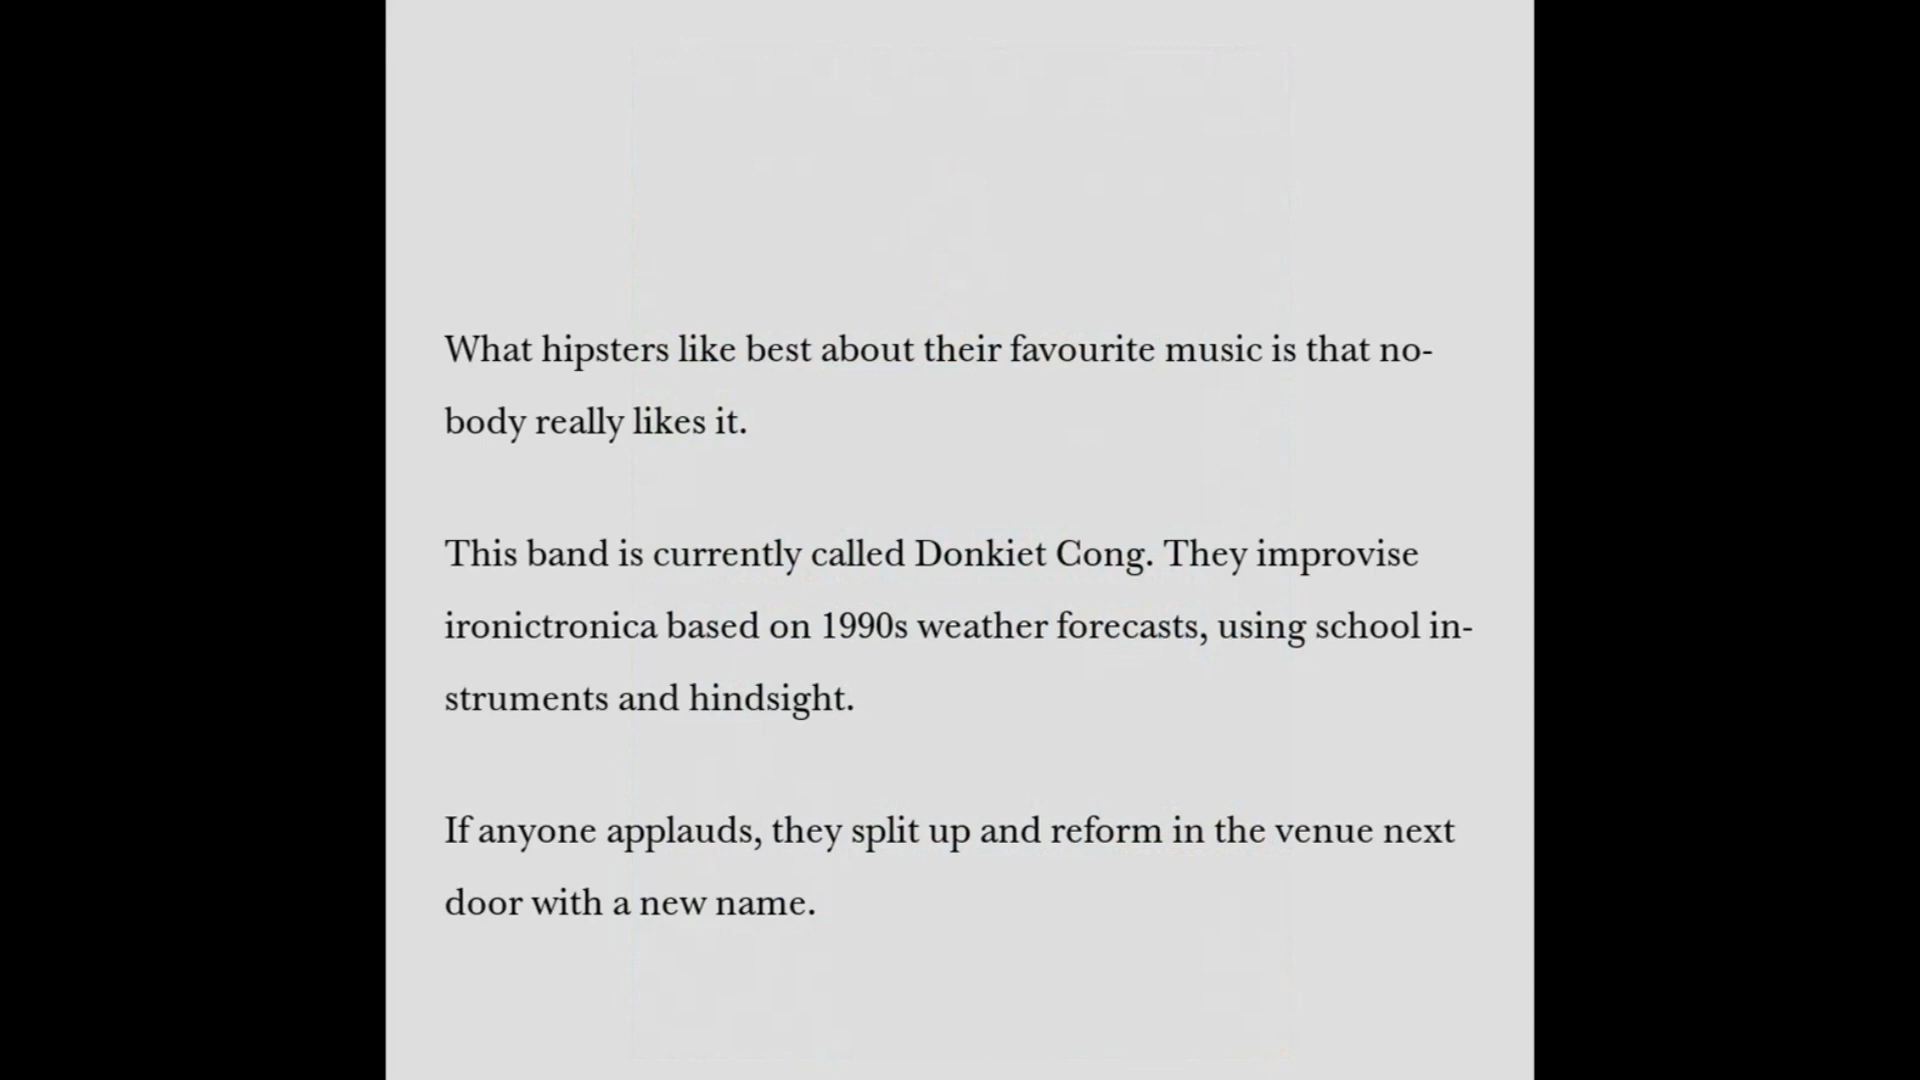 What hipsters like best about their favourite music is that no-
body really likes it.
This band is currently called Donkiet Cong. They improvise
ironictronica based on 1990s weather forecasts, using school in-
struments and hindsight.
If anyone applauds, they split up and reform in the venue next
door with a new name.